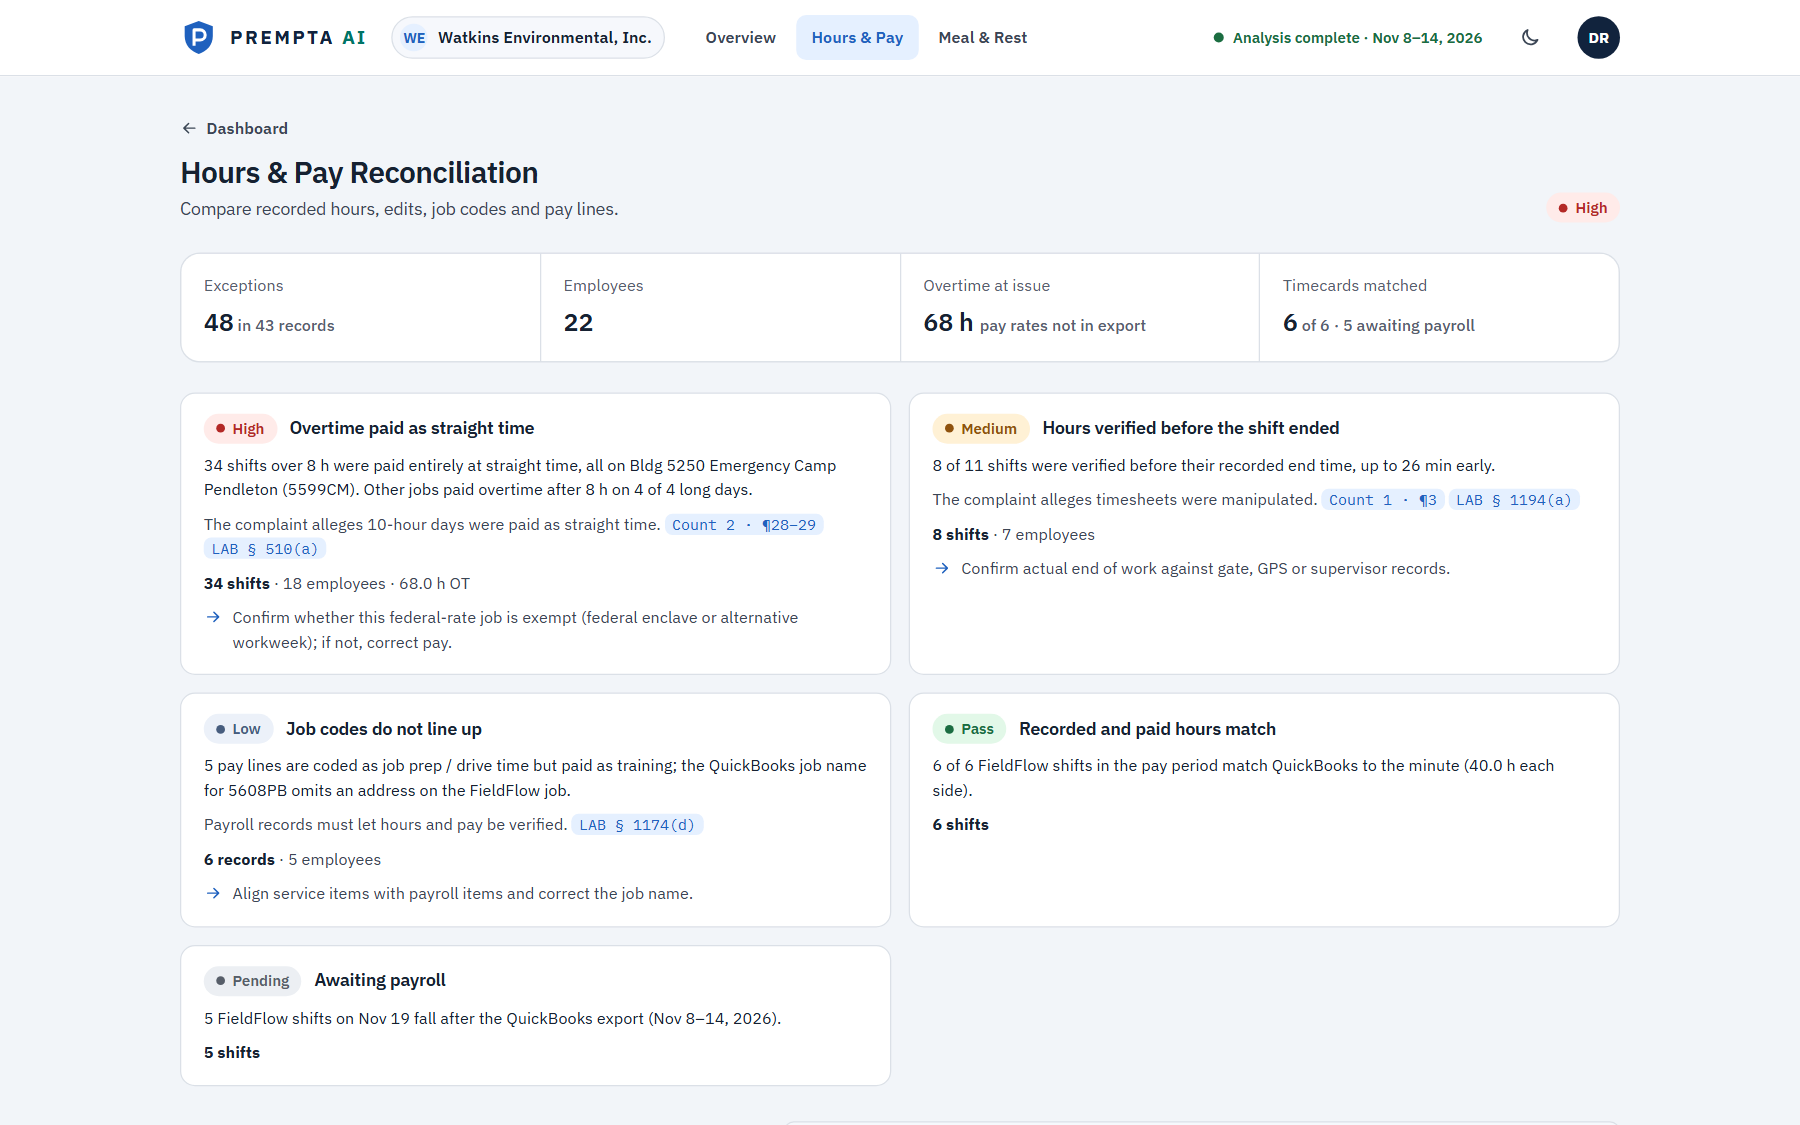 PREMPTA AI
WE Watkins Environmental, Inc.
Overview
Hours & Pay
Meal & Rest
Analysis complete · Nov 8–14, 2026
DR
← Dashboard
Hours & Pay Reconciliation
Compare recorded hours, edits, job codes and pay lines.
High
Exceptions
48 in 43 records
Employees
22
Overtime at issue
68 h pay rates not in export
Timecards matched
6 of 6 · 5 awaiting payroll
High Overtime paid as straight time
34 shifts over 8 h were paid entirely at straight time, all on Bldg 5250 Emergency Camp
Pendleton (5599CM). Other jobs paid overtime after 8 h on 4 of 4 long days.
The complaint alleges 10-hour days were paid as straight time. Count 2 · ¶28–29
LAB § 510(a)
34 shifts · 18 employees · 68.0 h OT
→ Confirm whether this federal-rate job is exempt (federal enclave or alternative
workweek); if not, correct pay.
Medium Hours verified before the shift ended
8 of 11 shifts were verified before their recorded end time, up to 26 min early.
The complaint alleges timesheets were manipulated. Count 1 · ¶3 LAB § 1194(a)
8 shifts · 7 employees
→ Confirm actual end of work against gate, GPS or supervisor records.
Low Job codes do not line up
5 pay lines are coded as job prep / drive time but paid as training; the QuickBooks job name
for 5608PB omits an address on the FieldFlow job.
Payroll records must let hours and pay be verified. LAB § 1174(d)
6 records · 5 employees
→ Align service items with payroll items and correct the job name.
Pass Recorded and paid hours match
6 of 6 FieldFlow shifts in the pay period match QuickBooks to the minute (40.0 h each
side).
6 shifts
Pending Awaiting payroll
5 FieldFlow shifts on Nov 19 fall after the QuickBooks export (Nov 8–14, 2026).
5 shifts